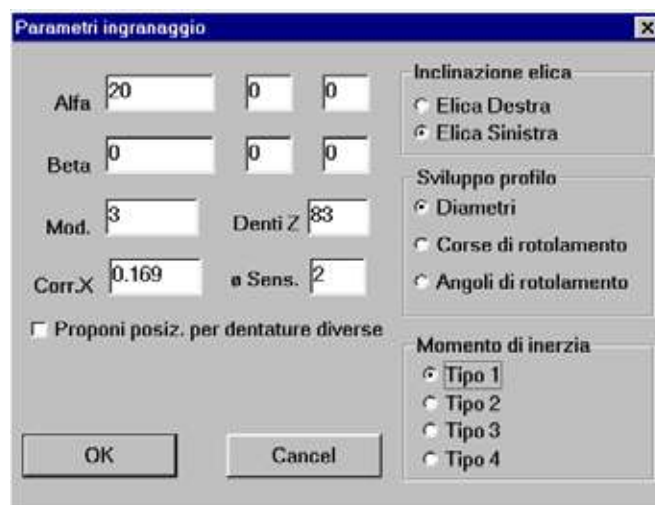 Parametri ingranaggio
Alfa 20 0 0
Beta 0 0 0
Mod. 3 Denti Z 83
Corr.X 0.169 ø Sens. 2
Proponi posiz. per dentature diverse
OK Cancel
Inclinazione elica
Elica Destra
Elica Sinistra
Sviluppo profilo
Diametri
Corse di rotolamento
Angoli di rotolamento
Momento di inerzia
Tipo 1
Tipo 2
Tipo 3
Tipo 4